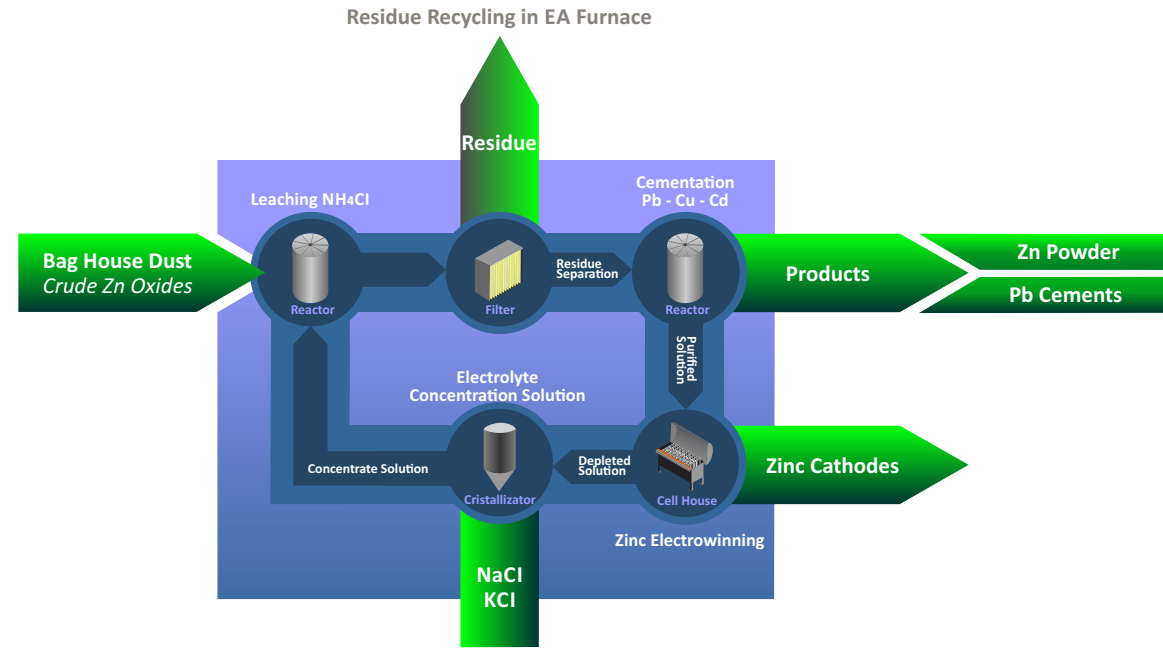 Residue Recycling in EA Furnace
Residue
Leaching NH4Cl
Cementation
Pb - Cu - Cd
Bag House Dust
Crude Zn Oxides
Reactor
Filter
Residue
Separation
Reactor
Products
Zn Powder
Pb Cements
Purified
Solution
Electrolyte
Concentration Solution
Concentrate Solution
Cristallizator
Depleted
Solution
Cell House
Zinc Cathodes
Zinc Electrowinning
NaCl
KCl